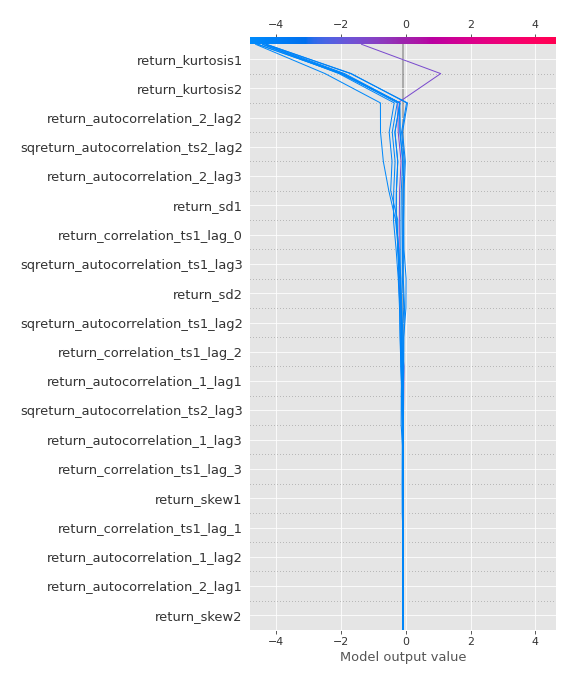 −4 −2 0 2 4
return_kurtosis1
return_kurtosis2
return_autocorrelation_2_lag2
sqreturn_autocorrelation_ts2_lag2
return_autocorrelation_2_lag3
return_sd1
return_correlation_ts1_lag_0
sqreturn_autocorrelation_ts1_lag3
return_sd2
sqreturn_autocorrelation_ts1_lag2
return_correlation_ts1_lag_2
return_autocorrelation_1_lag1
sqreturn_autocorrelation_ts2_lag3
return_autocorrelation_1_lag3
return_correlation_ts1_lag_3
return_skew1
return_correlation_ts1_lag_1
return_autocorrelation_1_lag2
return_autocorrelation_2_lag1
return_skew2
−4 −2 0 2 4
Model output value